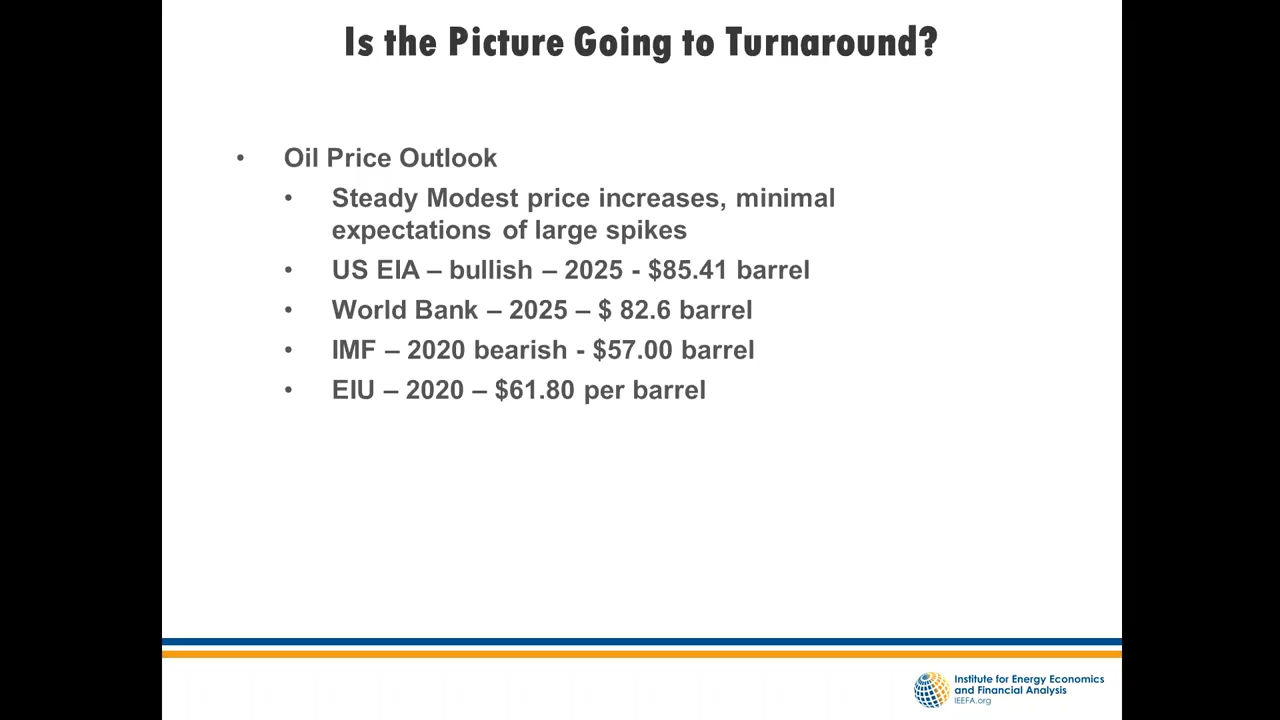 Is the Picture Going to Turnaround?
• Oil Price Outlook
• Steady Modest price increases, minimal
expectations of large spikes
• US EIA – bullish – 2025 - $85.41 barrel
• World Bank – 2025 – $ 82.6 barrel
• IMF – 2020 bearish - $57.00 barrel
• EIU – 2020 – $61.80 per barrel
Institute for Energy Economics
and Financial Analysis
IEEFA.org